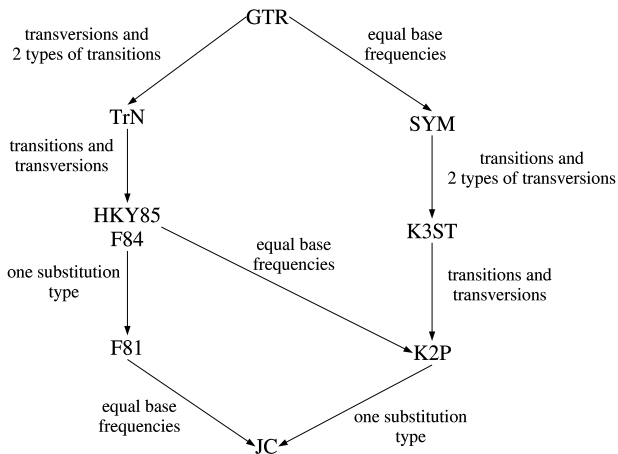 GTR
transversions and
2 types of transitions
equal base
frequencies
TrN
SYM
transitions and
transversions
transitions and
2 types of transversions
HKY85
F84
K3ST
equal base
frequencies
one substitution
type
transitions and
transversions
F81
K2P
equal base
frequencies
one substitution
type
JC